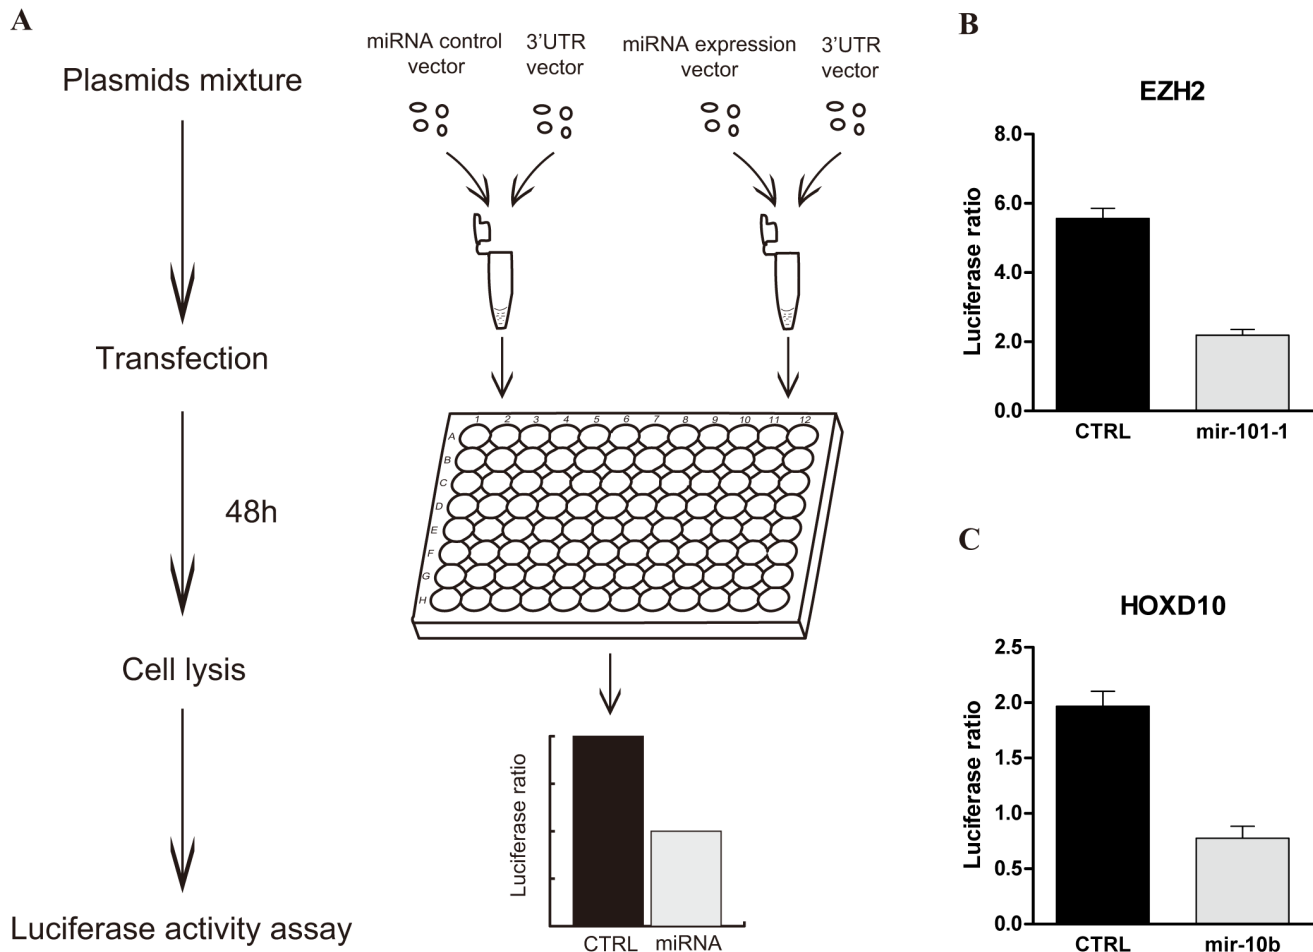 A
Plasmids mixture
Transfection
48h
Cell lysis
Luciferase activity assay
miRNA control
vector
3'UTR
vector
miRNA expression
vector
3'UTR
vector
1 2 3 4 5 6 7 8 9 10 11 12
A
B
C
D
E
F
G
H
Luciferase ratio
CTRL miRNA
B
EZH2
Luciferase ratio
8.0
6.0
4.0
2.0
0.0
CTRL mir-101-1
C
HOXD10
Luciferase ratio
2.5
2.0
1.5
1.0
0.5
0.0
CTRL mir-10b